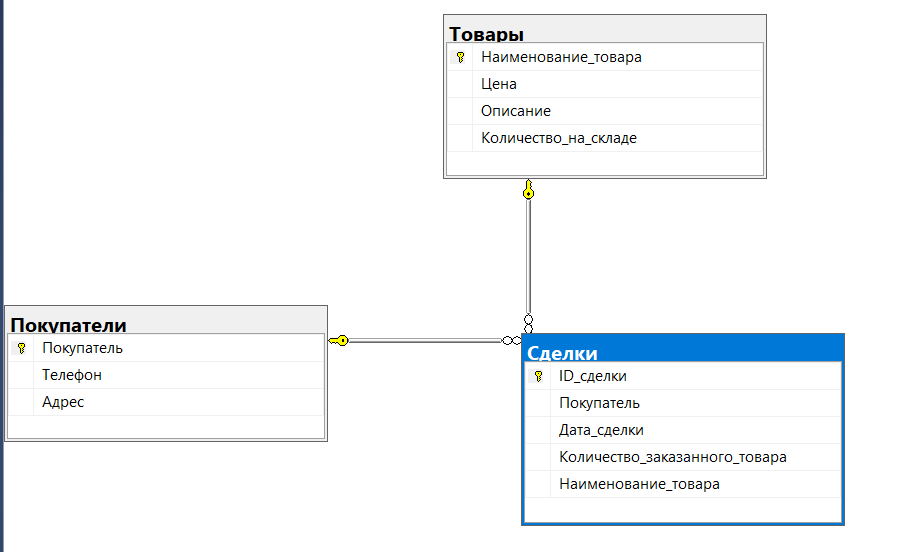 Товары
Наименование_товара
Цена
Описание
Количество_на_складе
Покупатели
Покупатель
Телефон
Адрес
Сделки
ID_сделки
Покупатель
Дата_сделки
Количество_заказанного_товара
Наименование_товара